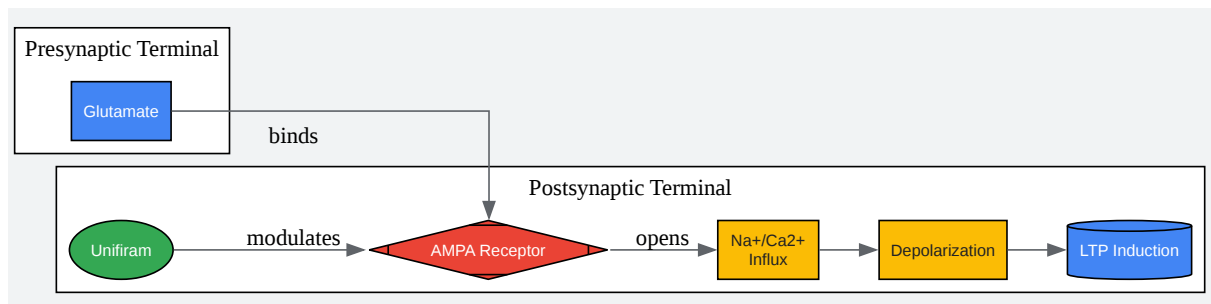 Presynaptic Terminal
Glutamate
binds
Postsynaptic Terminal
Unifiram
modulates
AMPA Receptor
opens
Na+/Ca2+
Influx
Depolarization
LTP Induction